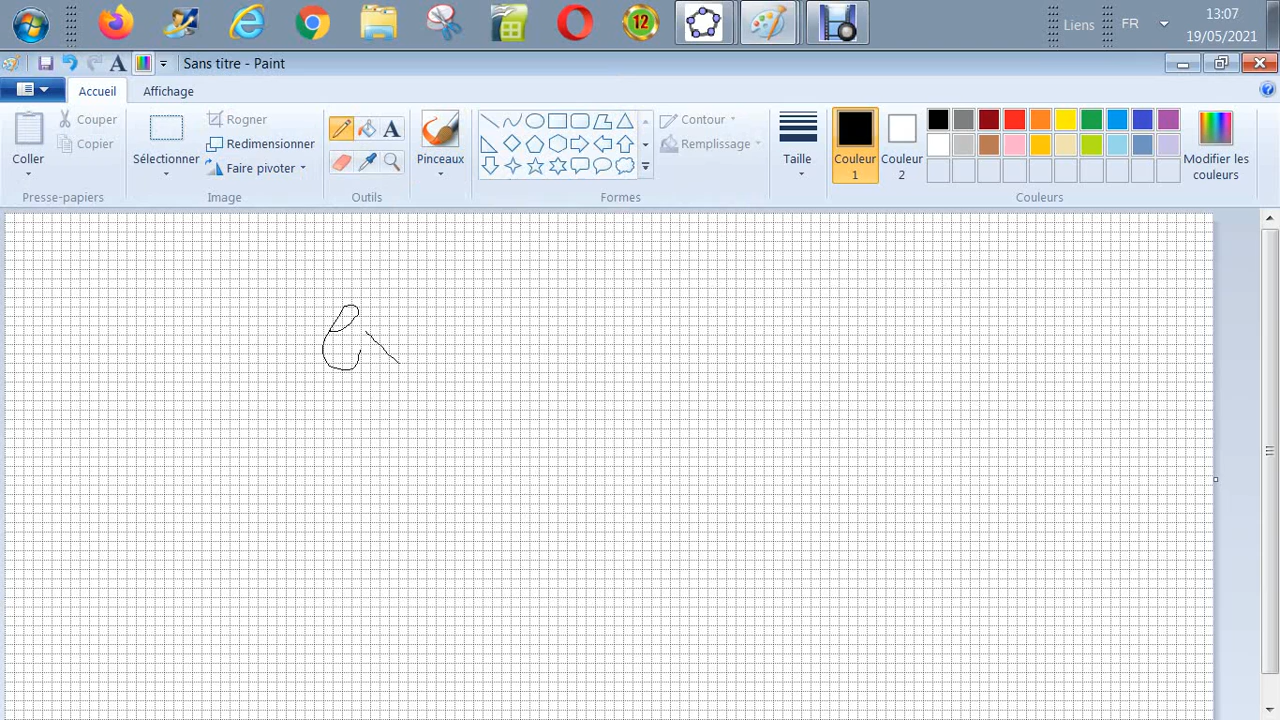 12
Liens
FR
13:07
19/05/2021
Sans titre - Paint
Accueil
Affichage
Coller
Couper
Copier
Presse-papiers
Sélectionner
Rogner
Redimensionner
Faire pivoter
Image
Outils
Pinceaux
Formes
Contour
Remplissage
Taille
Couleur 1
Couleur 2
Modifier les couleurs
Couleurs